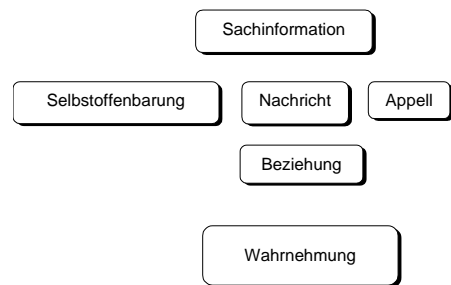 Sachinformation
Selbstoffenbarung Nachricht Appell
Beziehung
Wahrnehmung